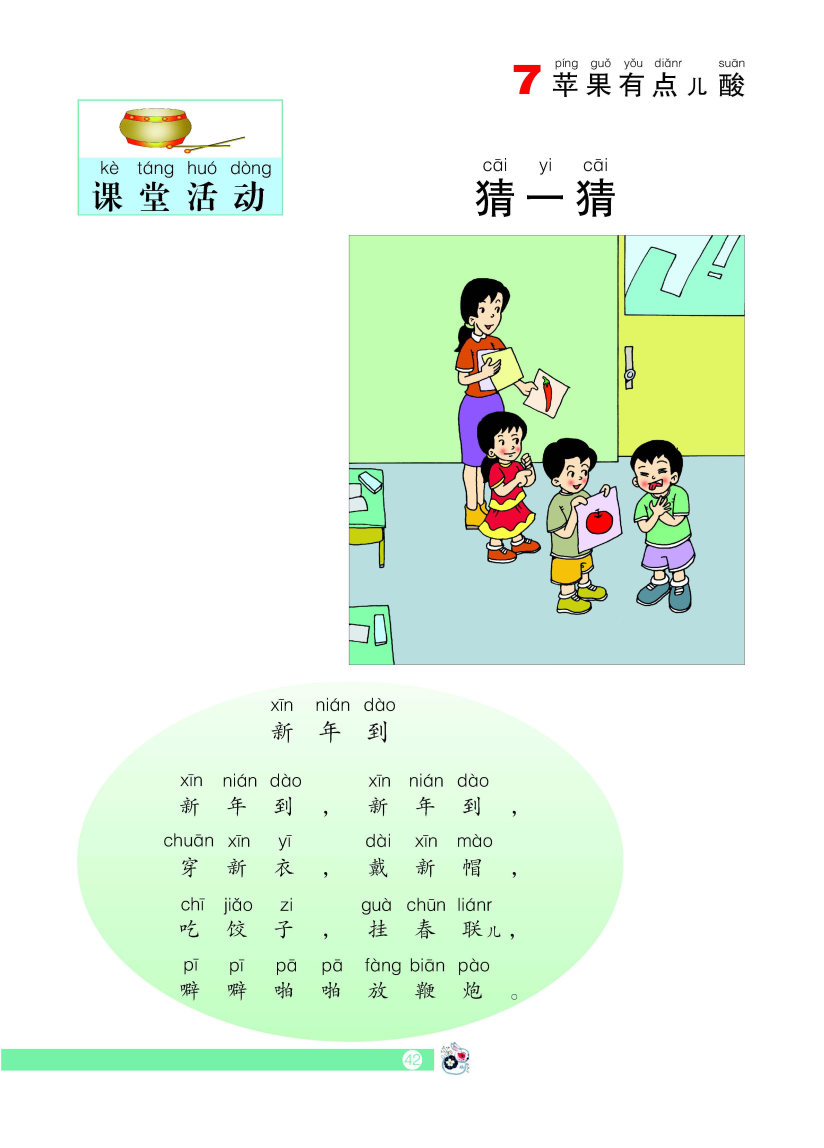 píng guǒ yǒu diǎnr suān
7 苹果有点儿酸
kè táng huó dòng
课堂活动
cāi yi cāi
猜一猜
xīn nián dào
新年到
xīn nián dào xīn nián dào
新年到，新年到，
chuān xīn yī dài xīn mào
穿新衣，戴新帽，
chī jiǎo zi guà chūn liánr
吃饺子，挂春联儿，
pī pī pā pā fàng biān pào
噼噼啪啪放鞭炮。
42